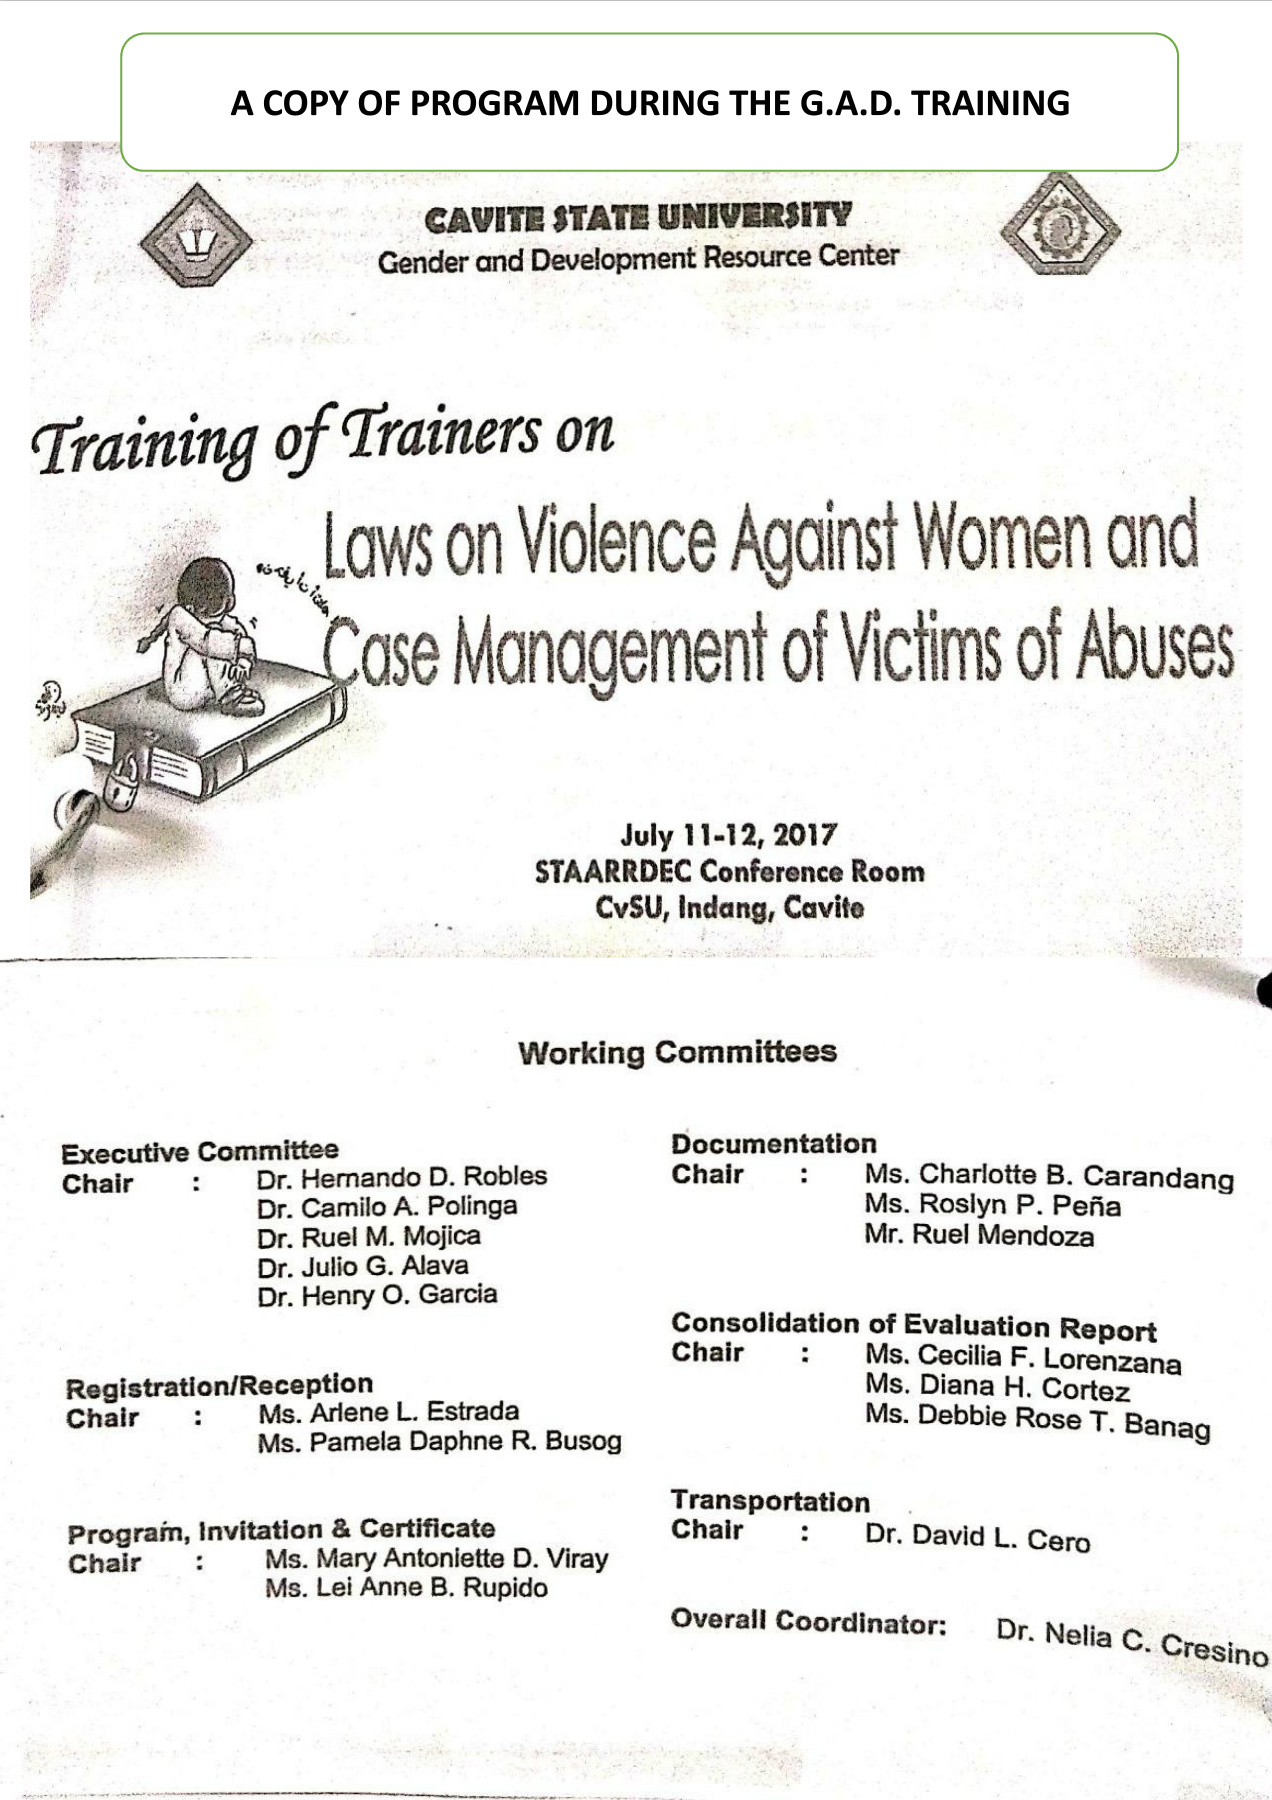 A COPY OF PROGRAM DURING THE G.A.D. TRAINING
CAVITE STATE UNIVERSITY
Gender and Development Resource Center
Training of Trainers on
Laws on Violence Against Women and
Case Management of Victims of Abuses
July 11-12, 2017
STAARRDEC Conference Room
CvSU, Indang, Cavite
Working Committees
Executive Committee
Chair : Dr. Hernando D. Robles
Dr. Camilo A. Polinga
Dr. Ruel M. Mojica
Dr. Julio G. Alava
Dr. Henry O. Garcia
Registration/Reception
Chair : Ms. Arlene L. Estrada
Ms. Pamela Daphne R. Busog
Program, Invitation & Certificate
Chair : Ms. Mary Antoniette D. Viray
Ms. Lei Anne B. Rupido
Documentation
Chair : Ms. Charlotte B. Carandang
Ms. Roslyn P. Peña
Mr. Ruel Mendoza
Consolidation of Evaluation Report
Chair : Ms. Cecilia F. Lorenzana
Ms. Diana H. Cortez
Ms. Debbie Rose T. Banag
Transportation
Chair : Dr. David L. Cero
Overall Coordinator: Dr. Nelia C. Cresino